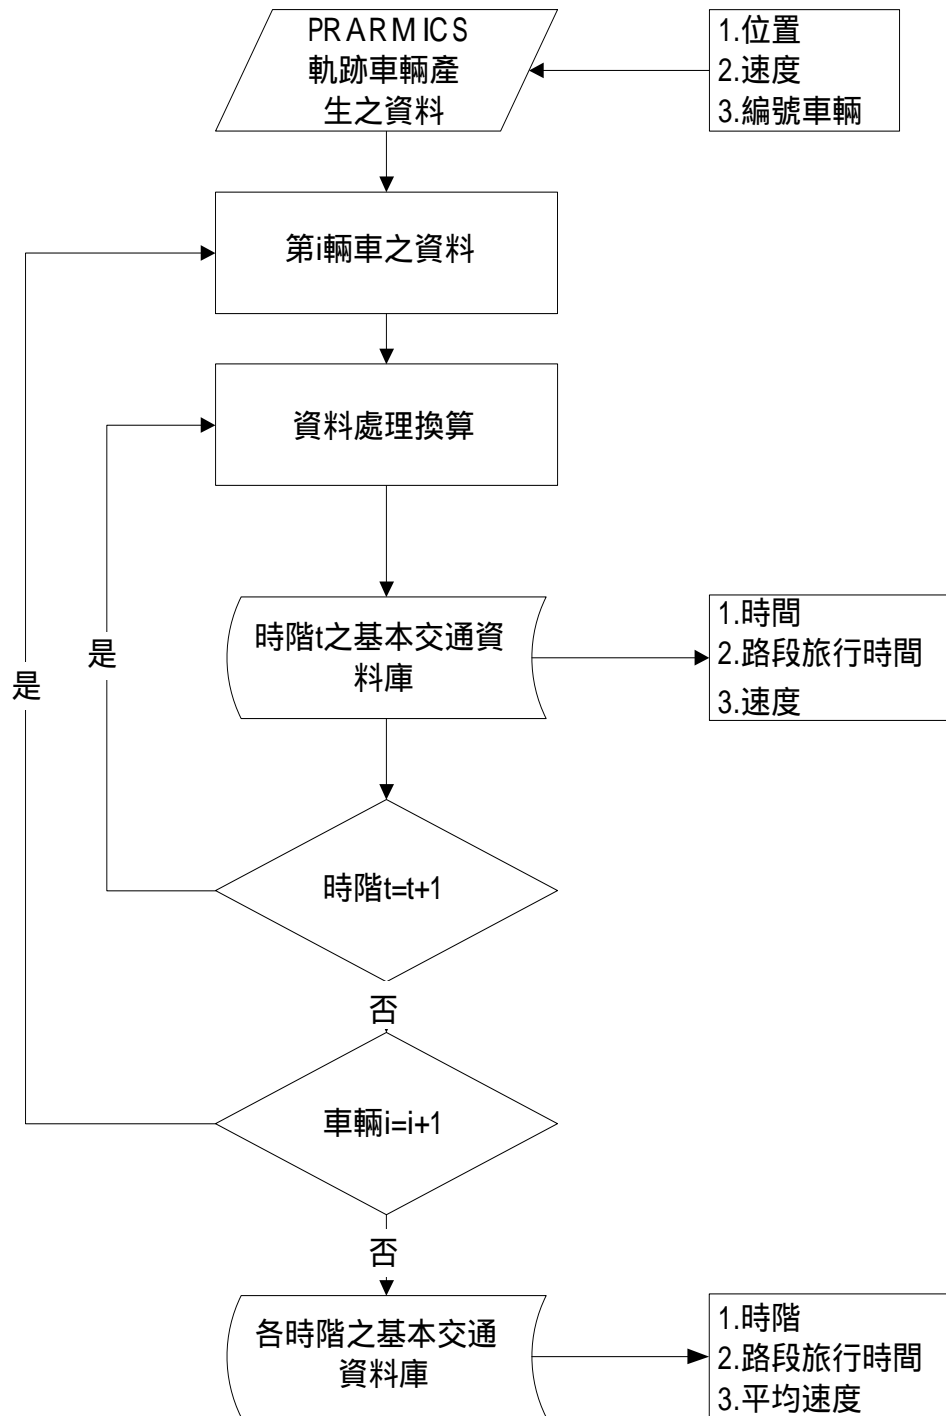 PRARMICS
軌跡車輛產
生之資料
1.位置
2.速度
3.編號車輛
第i輛車之資料
資料處理換算
時階t之基本交通資
料庫
1.時間
2.路段旅行時間
3.速度
是
是
時階t=t+1
否
車輛i=i+1
否
各時階之基本交通
資料庫
1.時階
2.路段旅行時間
3.平均速度